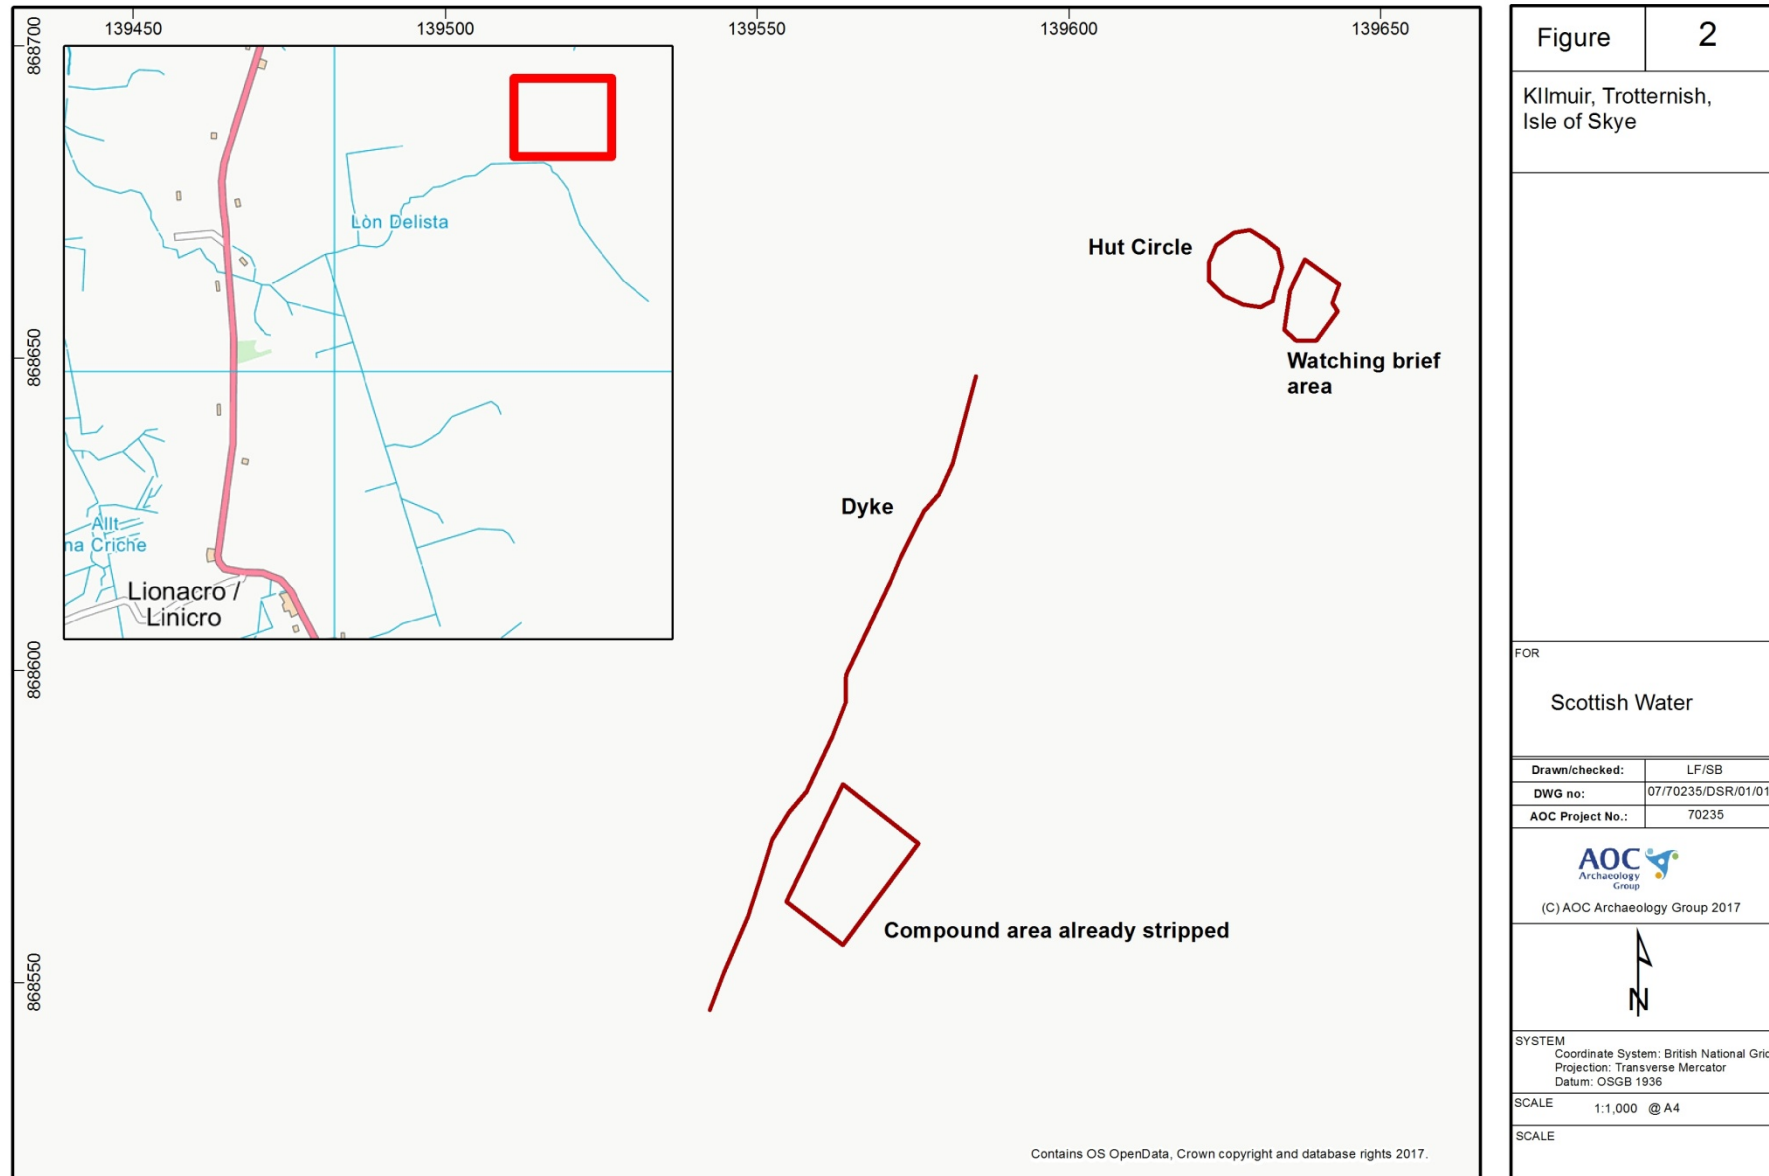 139450
139500
139550
139600
139650
868700
868650
868600
868550
Lòn Delista
Allt
na Criche
Lionacro /
Linicro
Hut Circle
Watching brief
area
Dyke
Compound area already stripped
Contains OS OpenData, Crown copyright and database rights 2017.
Figure 2
KIlmuir, Trotternish,
Isle of Skye
FOR
Scottish Water
Drawn/checked: LF/SB
DWG no: 07/70235/DSR/01/01
AOC Project No.: 70235
AOC
Archaeology
Group
(C) AOC Archaeology Group 2017
N
SYSTEM
Coordinate System: British National Grid
Projection: Transverse Mercator
Datum: OSGB 1936
SCALE 1:1,000 @ A4
SCALE